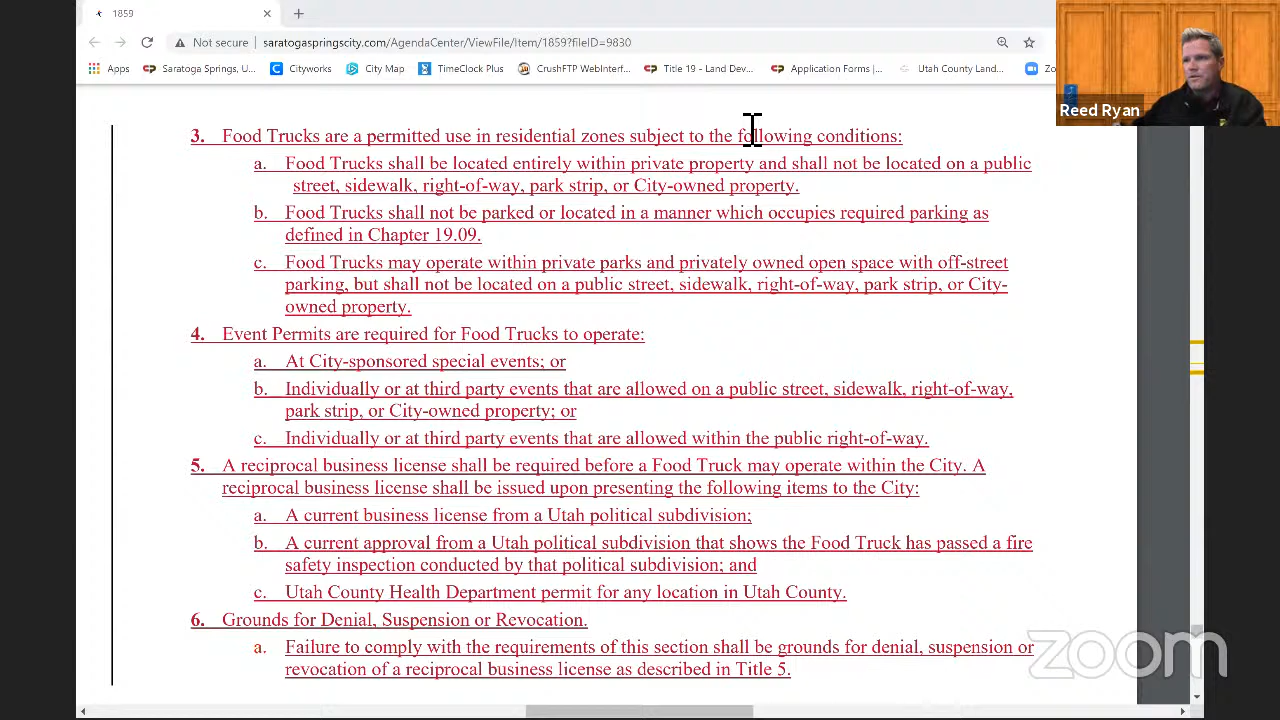 1859
Not secure
saratogaspringscity.com/AgendaCenter/ViewFile/Item/1859?fileID=9830
Apps
Saratoga Springs, U...
Cityworks
City Map
TimeClock Plus
CrushFTP WebInterf...
Title 19 - Land Dev...
Application Forms |...
Utah County Land...
Zo
Reed Ryan
3. Food Trucks are a permitted use in residential zones subject to the following conditions:
a. Food Trucks shall be located entirely within private property and shall not be located on a public
street, sidewalk, right-of-way, park strip, or City-owned property.
b. Food Trucks shall not be parked or located in a manner which occupies required parking as
defined in Chapter 19.09.
c. Food Trucks may operate within private parks and privately owned open space with off-street
parking, but shall not be located on a public street, sidewalk, right-of-way, park strip, or City-
owned property.
4. Event Permits are required for Food Trucks to operate:
a. At City-sponsored special events; or
b. Individually or at third party events that are allowed on a public street, sidewalk, right-of-way,
park strip, or City-owned property; or
c. Individually or at third party events that are allowed within the public right-of-way.
5. A reciprocal business license shall be required before a Food Truck may operate within the City. A
reciprocal business license shall be issued upon presenting the following items to the City:
a. A current business license from a Utah political subdivision;
b. A current approval from a Utah political subdivision that shows the Food Truck has passed a fire
safety inspection conducted by that political subdivision; and
c. Utah County Health Department permit for any location in Utah County.
6. Grounds for Denial, Suspension or Revocation.
a. Failure to comply with the requirements of this section shall be grounds for denial, suspension or
revocation of a reciprocal business license as described in Title 5.
zoom